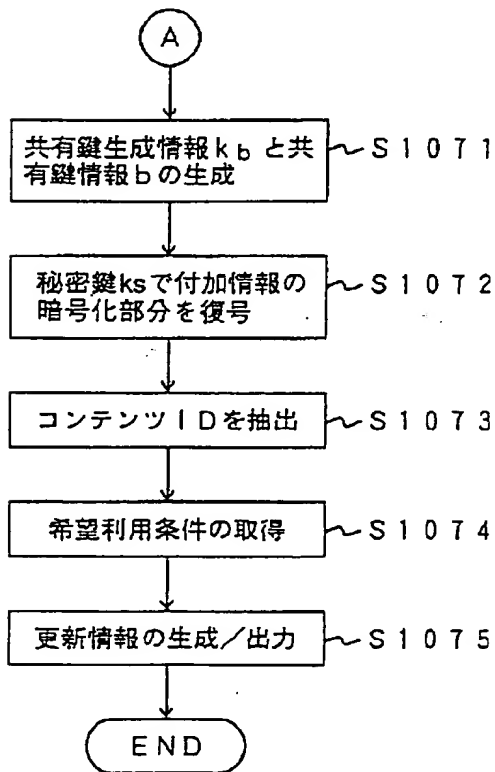 A
共有鍵生成情報kbと共
有鍵情報bの生成
S1071
秘密鍵ksで付加情報の
暗号化部分を復号
S1072
コンテンツIDを抽出
S1073
希望利用条件の取得
S1074
更新情報の生成／出力
S1075
END